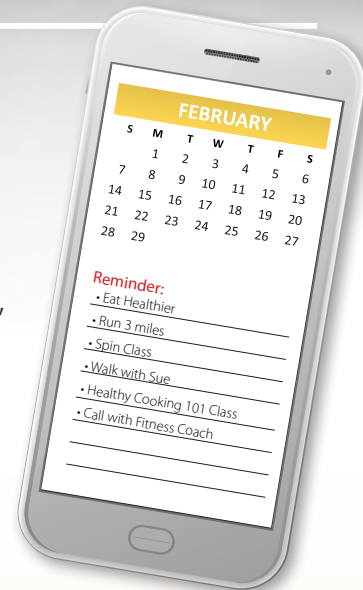 FEBRUARY
S M T W T F S
1 2 3 4 5 6
7 8 9 10 11 12 13
14 15 16 17 18 19 20
21 22 23 24 25 26 27
28 29
Reminder:
• Eat Healthier
• Run 3 miles
• Spin Class
• Walk with Sue
• Healthy Cooking 101 Class
• Call with Fitness Coach